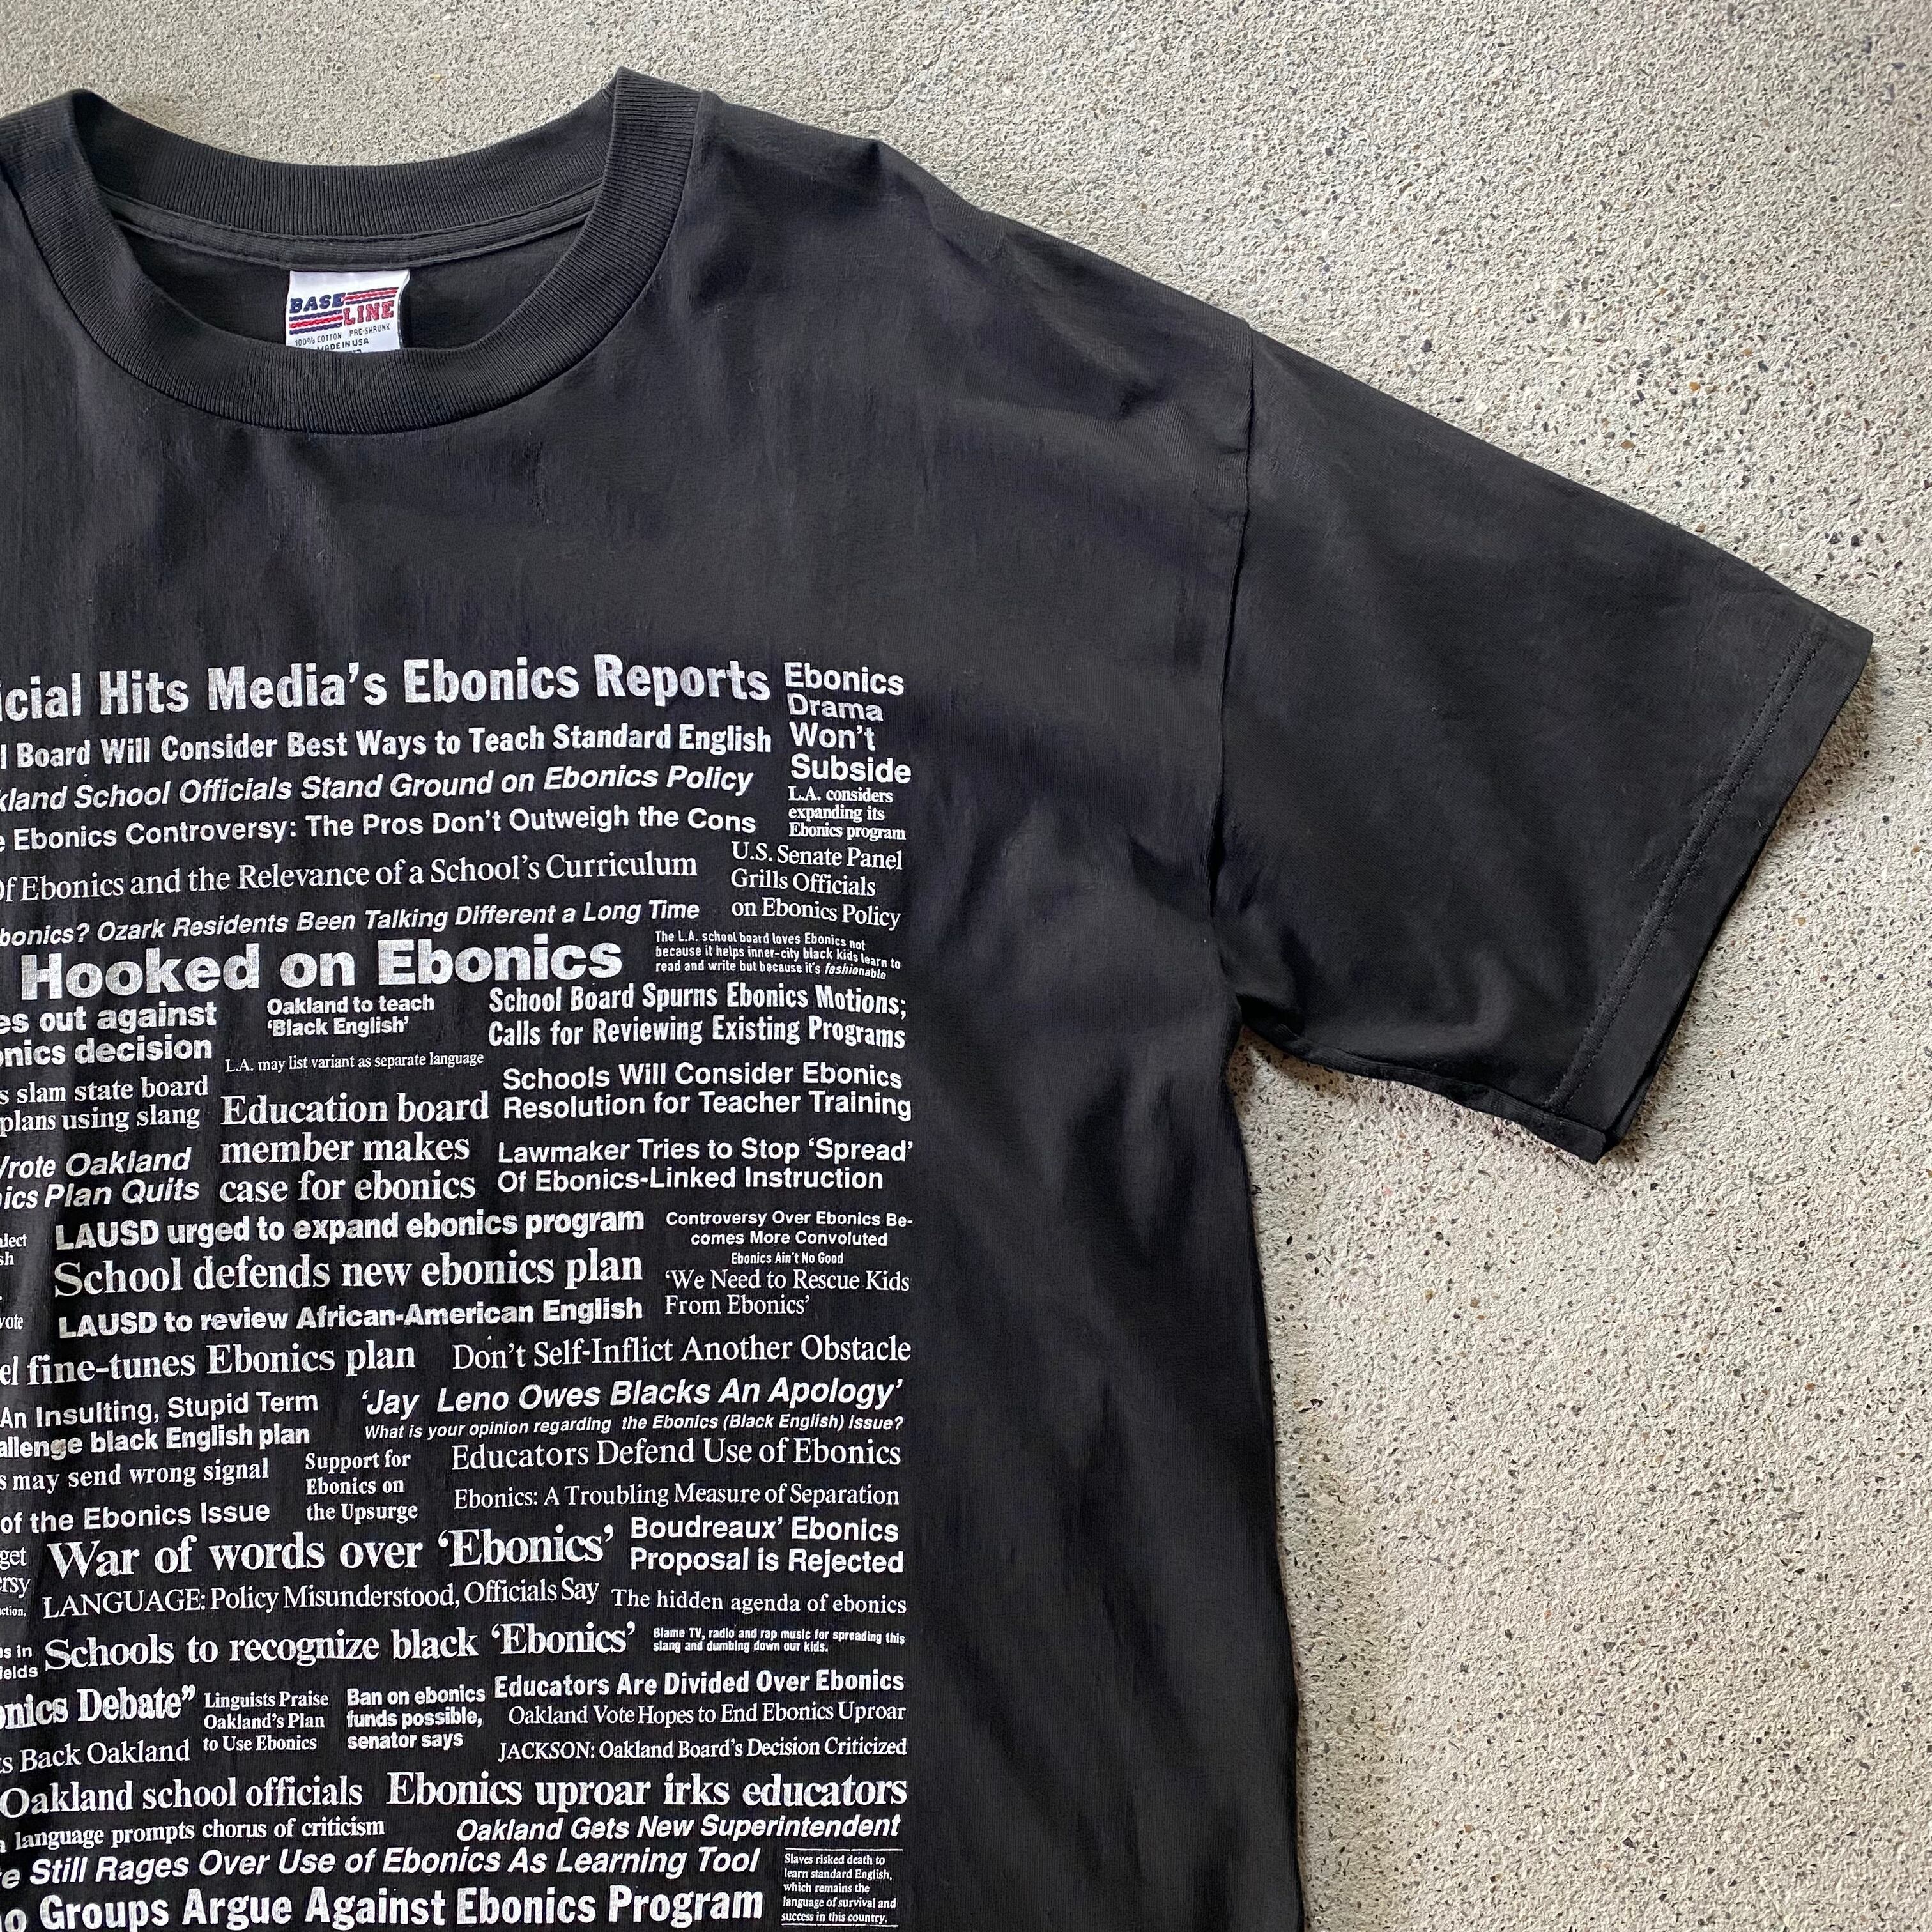 BASE
LINE
100% COTTON PRE-SHRUNK
MADE IN USA
Hits Media's Ebonics Reports
Ebonics
Drama
Won't
Subside
L.A. considers
expanding its
Ebonics program
Board Will Consider Best Ways to Teach Standard English
School Officials Stand Ground on Ebonics Policy
Ebonics Controversy: The Pros Don't Outweigh the Cons
of Ebonics and the Relevance of a School's Curriculum
U.S. Senate Panel
Grills Officials
on Ebonics Policy
bonics? Ozark Residents Been Talking Different a Long Time
Hooked on Ebonics
The L.A. school board loves Ebonics not
because it helps inner-city black kids learn to
read and write but because it's fashionable
es out against
onics decision
Oakland to teach
'Black English'
School Board Spurns Ebonics Motions;
Calls for Reviewing Existing Programs
L.A. may list variant as separate language
s slam state board
plans using slang
Education board
member makes
case for ebonics
Schools Will Consider Ebonics
Resolution for Teacher Training
Lawmaker Tries to Stop 'Spread'
Of Ebonics-Linked Instruction
Wrote Oakland
ics Plan Quits
LAUSD urged to expand ebonics program
Controversy Over Ebonics Be-
comes More Convoluted
Ebonics Ain't No Good
School defends new ebonics plan
'We Need to Rescue Kids
From Ebonics'
vote
LAUSD to review African-American English
el fine-tunes Ebonics plan
Don't Self-Inflict Another Obstacle
An Insulting, Stupid Term
'Jay Leno Owes Blacks An Apology'
What is your opinion regarding the Ebonics (Black English) issue?
allenge black English plan
s may send wrong signal
Support for
Ebonics on
the Upsurge
Educators Defend Use of Ebonics
Ebonics: A Troubling Measure of Separation
of the Ebonics Issue
get
ersy
War of words over 'Ebonics'
Boudreaux' Ebonics
Proposal is Rejected
LANGUAGE: Policy Misunderstood, Officials Say
The hidden agenda of ebonics
Schools to recognize black 'Ebonics'
Blame TV, radio and rap music for spreading this
slang and dumbing down our kids.
onics Debate"
Linguists Praise
Oakland's Plan
to Use Ebonics
Ban on ebonics
funds possible,
senator says
Educators Are Divided Over Ebonics
Oakland Vote Hopes to End Ebonics Uproar
JACKSON: Oakland Board's Decision Criticized
s Back Oakland
Oakland school officials
Ebonics uproar irks educators
language prompts chorus of criticism
Oakland Gets New Superintendent
e Still Rages Over Use of Ebonics As Learning Tool
Groups Argue Against Ebonics Program
Slaves risked death to
learn standard English,
which remains the
language of survival and
success in this country.